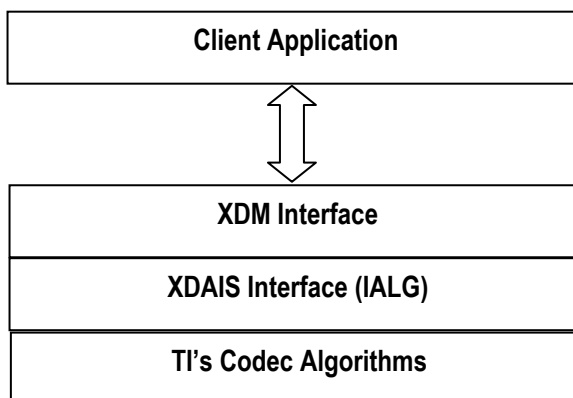 Client Application
XDM Interface
XDAIS Interface (IALG)
TI’s Codec Algorithms